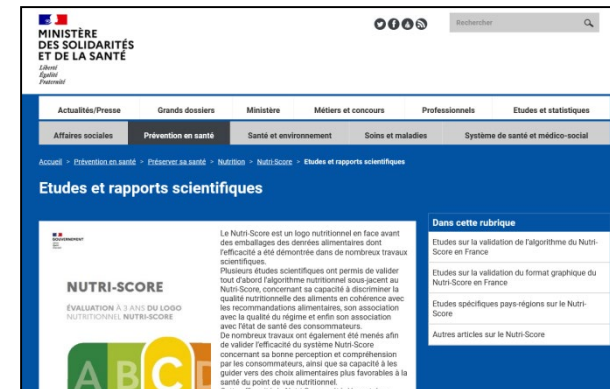 MINISTÈRE
DES SOLIDARITÉS
ET DE LA SANTÉ
Liberté
Égalité
Fraternité
Rechercher
Actualités/Presse Grands dossiers Ministère Métiers et concours Professionnels Etudes et statistiques
Affaires sociales Prévention en santé Santé et environnement Soins et maladies Système de santé et médico-social
Accueil > Prévention en santé > Préserver sa santé > Nutrition > Nutri-Score > Etudes et rapports scientifiques
Etudes et rapports scientifiques
GOUVERNEMENT
NUTRI-SCORE
ÉVALUATION À 3 ANS DU LOGO
NUTRITIONNEL NUTRI-SCORE
A B C D
Le Nutri-Score est un logo nutritionnel en face avant
des emballages des denrées alimentaires dont
l'efficacité a été démontrée dans de nombreux travaux
scientifiques.
Plusieurs études scientifiques ont permis de valider
tout d'abord l'algorithme nutritionnel sous-jacent au
Nutri-Score, concernant sa capacité à discriminer la
qualité nutritionnelle des aliments en cohérence avec
les recommandations alimentaires, son association
avec la qualité du régime et enfin son association
avec l'état de santé des consommateurs.
De nombreux travaux ont également été menés afin
de valider l'efficacité du système Nutri-Score
concernant sa bonne perception et compréhension
par les consommateurs, ainsi que sa capacité à les
guider vers des choix alimentaires plus favorables à la
santé du point de vue nutritionnel.
Dans cette rubrique
Etudes sur la validation de l'algorithme du Nutri-
Score en France
Etudes sur la validation du format graphique du
Nutri-Score en France
Etudes spécifiques pays-régions sur le Nutri-
Score
Autres articles sur le Nutri-Score